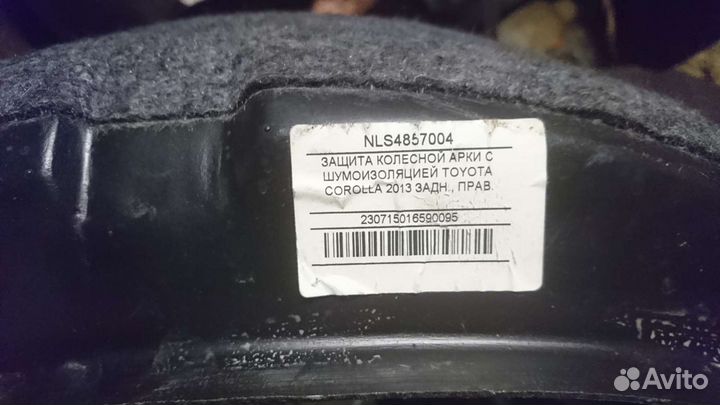 NLS4857004
ЗАЩИТА КОЛЕСНОЙ АРКИ С
ШУМОИЗОЛЯЦИЕЙ TOYOTA
COROLLA 2013 ЗАДН., ПРАВ.
230715016590095
Avito